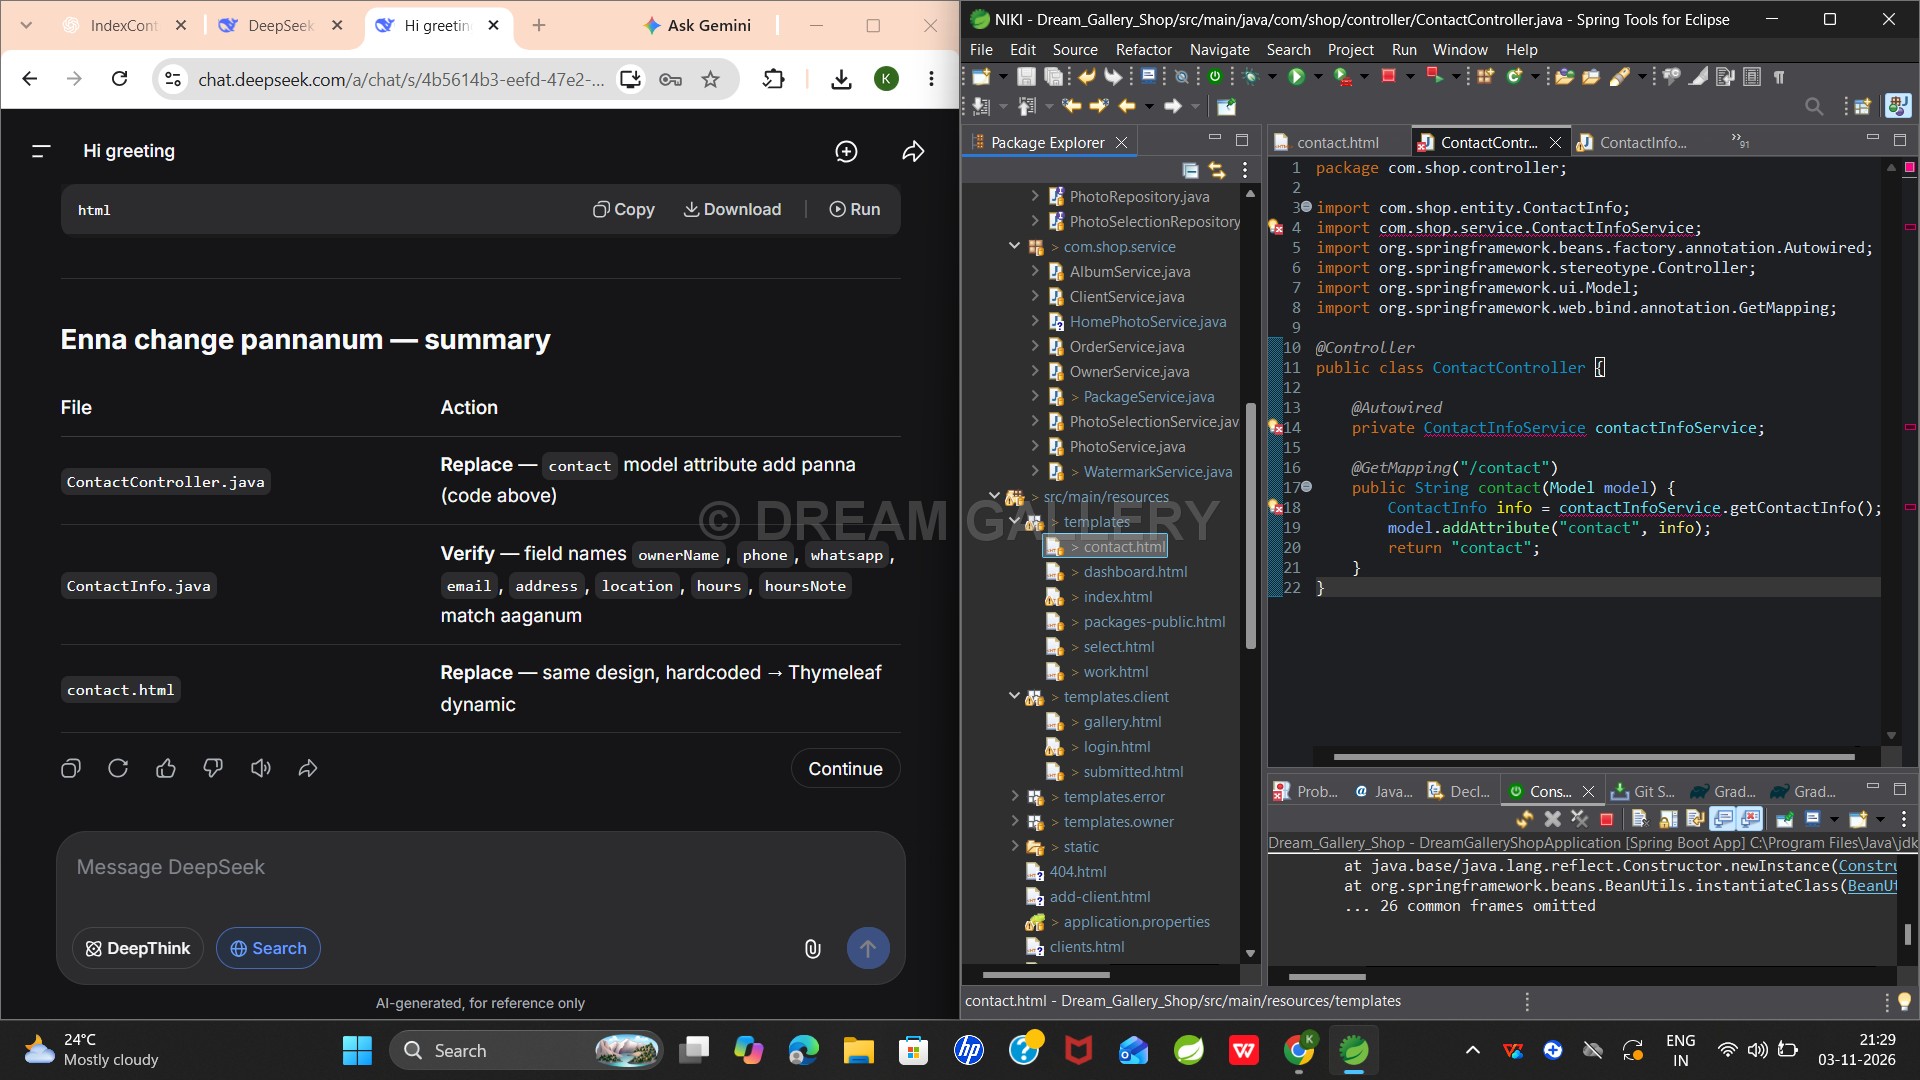 IndexCont
DeepSeek
Hi greetin
Ask Gemini
chat.deepseek.com/a/chat/s/4b5614b3-eefd-47e2-...
K
Hi greeting
html
Copy
Download
Run
Enna change pannanum — summary
File Action
ContactController.java
Replace — contact model attribute add panna
(code above)
ContactInfo.java
Verify — field names ownerName, phone, whatsapp,
email, address, location, hours, hoursNote
match aaganum
contact.html
Replace — same design, hardcoded → Thymeleaf
dynamic
Continue
Message DeepSeek
DeepThink
Search
AI-generated, for reference only
© DREAM GALLERY
NIKI - Dream_Gallery_Shop/src/main/java/com/shop/controller/ContactController.java - Spring Tools for Eclipse
File Edit Source Refactor Navigate Search Project Run Window Help
Package Explorer
PhotoRepository.java
PhotoSelectionRepository
> com.shop.service
AlbumService.java
ClientService.java
HomePhotoService.java
OrderService.java
OwnerService.java
> PackageService.java
PhotoSelectionService.jav
PhotoService.java
> WatermarkService.java
> src/main/resources
> templates
> contact.html
> dashboard.html
> index.html
> packages-public.html
> select.html
> work.html
> templates.client
> gallery.html
> login.html
> submitted.html
> templates.error
> templates.owner
> static
404.html
add-client.html
> application.properties
clients.html
contact.html
ContactContr...
ContactInfo...
»91
1 package com.shop.controller;
2
3 import com.shop.entity.ContactInfo;
4 import com.shop.service.ContactInfoService;
5 import org.springframework.beans.factory.annotation.Autowired;
6 import org.springframework.stereotype.Controller;
7 import org.springframework.ui.Model;
8 import org.springframework.web.bind.annotation.GetMapping;
9
10 @Controller
11 public class ContactController {
12
13 @Autowired
14 private ContactInfoService contactInfoService;
15
16 @GetMapping("/contact")
17 public String contact(Model model) {
18 ContactInfo info = contactInfoService.getContactInfo();
19 model.addAttribute("contact", info);
20 return "contact";
21 }
22 }
Prob...
@ Java...
Decl...
Cons...
Git S...
Grad...
Grad...
Dream_Gallery_Shop - DreamGalleryShopApplication [Spring Boot App] C:\Program Files\Java\jdk
at java.base/java.lang.reflect.Constructor.newInstance(Constru
at org.springframework.beans.BeanUtils.instantiateClass(BeanUt
... 26 common frames omitted
contact.html - Dream_Gallery_Shop/src/main/resources/templates
24°C
Mostly cloudy
Search
ENG
IN
21:29
03-11-2026